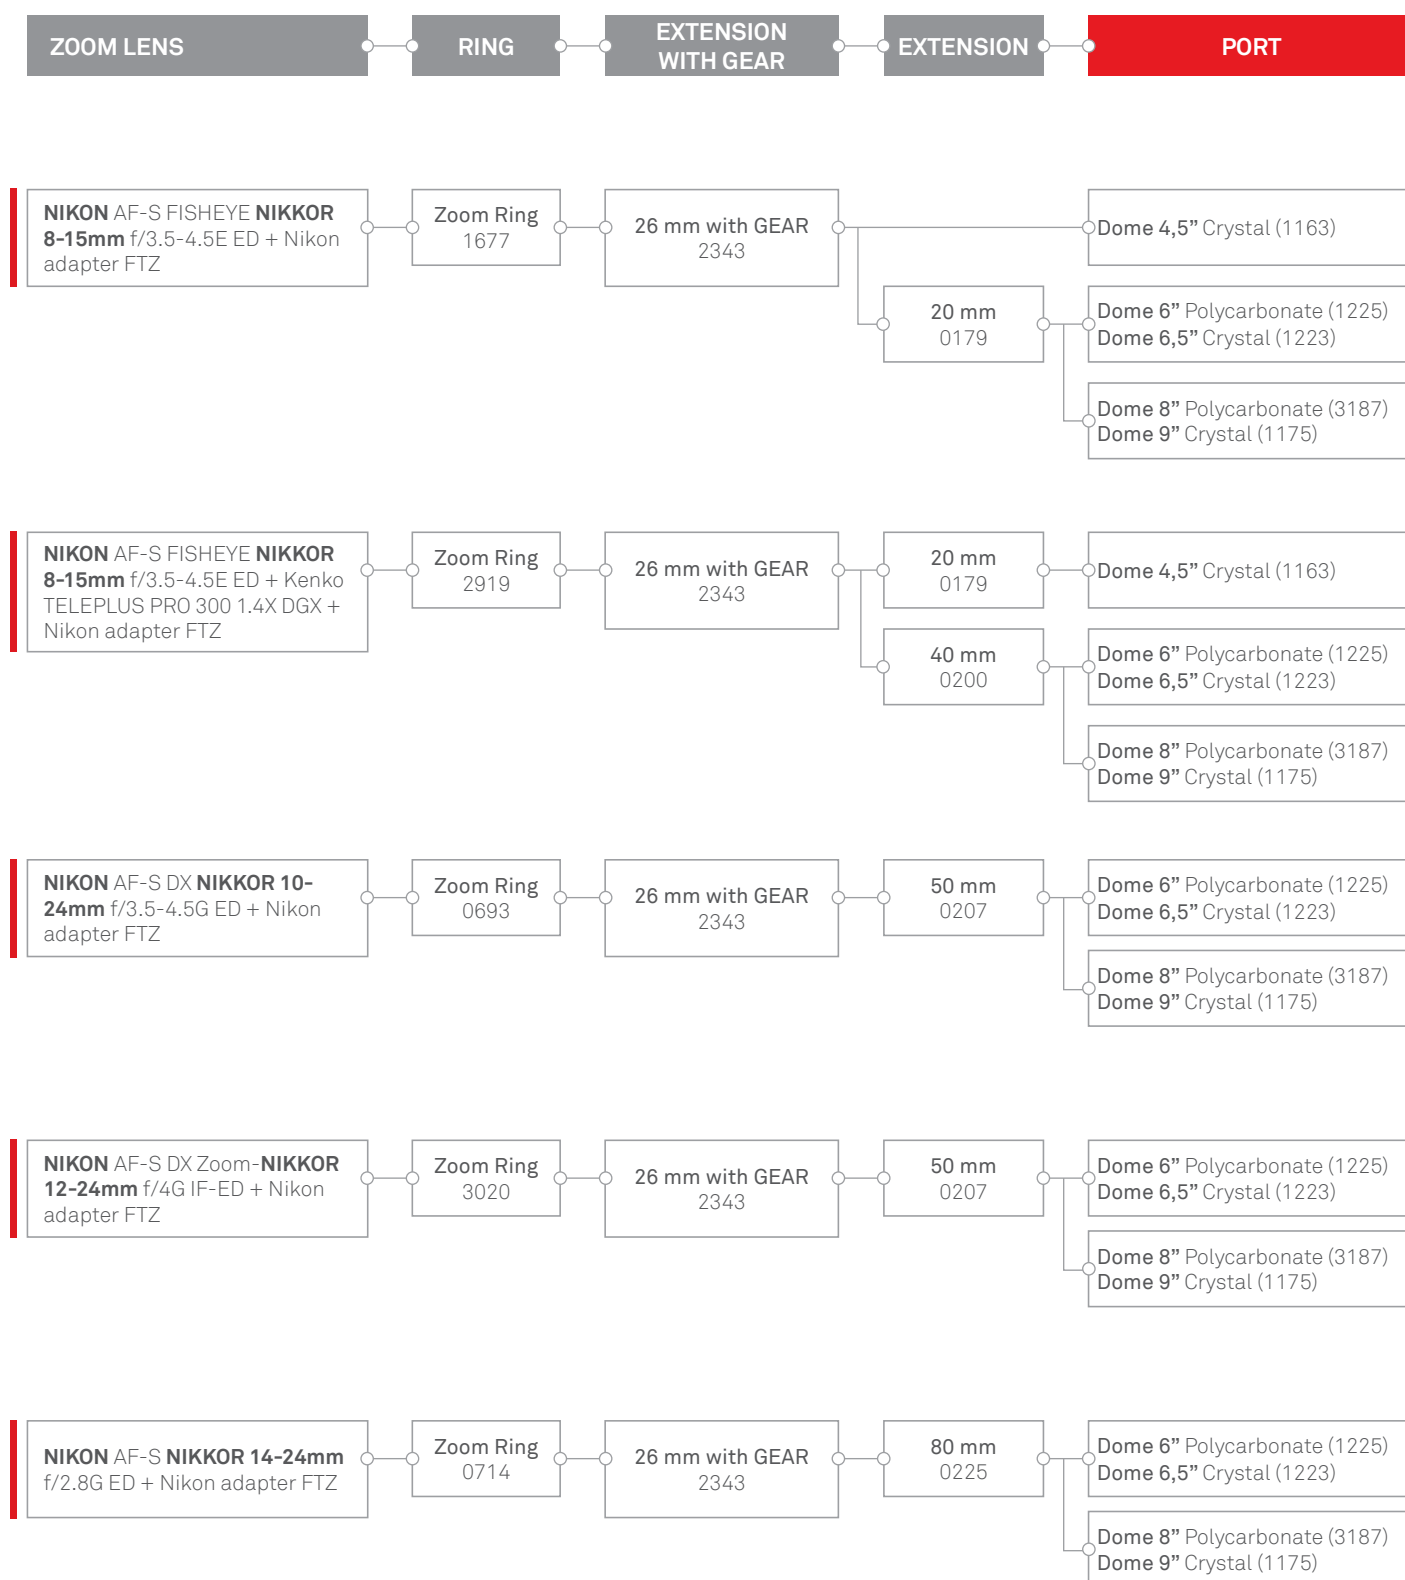 ZOOM LENS
RING
EXTENSION
WITH GEAR
EXTENSION
PORT
NIKON AF-S FISHEYE NIKKOR
8-15mm f/3.5-4.5E ED + Nikon
adapter FTZ
Zoom Ring
1677
26 mm with GEAR
2343
Dome 4,5” Crystal (1163)
20 mm
0179
Dome 6” Polycarbonate (1225)
Dome 6,5” Crystal (1223)
Dome 8” Polycarbonate (3187)
Dome 9” Crystal (1175)
NIKON AF-S FISHEYE NIKKOR
8-15mm f/3.5-4.5E ED + Kenko
TELEPLUS PRO 300 1.4X DGX +
Nikon adapter FTZ
Zoom Ring
2919
26 mm with GEAR
2343
20 mm
0179
Dome 4,5” Crystal (1163)
40 mm
0200
Dome 6” Polycarbonate (1225)
Dome 6,5” Crystal (1223)
Dome 8” Polycarbonate (3187)
Dome 9” Crystal (1175)
NIKON AF-S DX NIKKOR 10-
24mm f/3.5-4.5G ED + Nikon
adapter FTZ
Zoom Ring
0693
26 mm with GEAR
2343
50 mm
0207
Dome 6” Polycarbonate (1225)
Dome 6,5” Crystal (1223)
Dome 8” Polycarbonate (3187)
Dome 9” Crystal (1175)
NIKON AF-S DX Zoom-NIKKOR
12-24mm f/4G IF-ED + Nikon
adapter FTZ
Zoom Ring
3020
26 mm with GEAR
2343
50 mm
0207
Dome 6” Polycarbonate (1225)
Dome 6,5” Crystal (1223)
Dome 8” Polycarbonate (3187)
Dome 9” Crystal (1175)
NIKON AF-S NIKKOR 14-24mm
f/2.8G ED + Nikon adapter FTZ
Zoom Ring
0714
26 mm with GEAR
2343
80 mm
0225
Dome 6” Polycarbonate (1225)
Dome 6,5” Crystal (1223)
Dome 8” Polycarbonate (3187)
Dome 9” Crystal (1175)